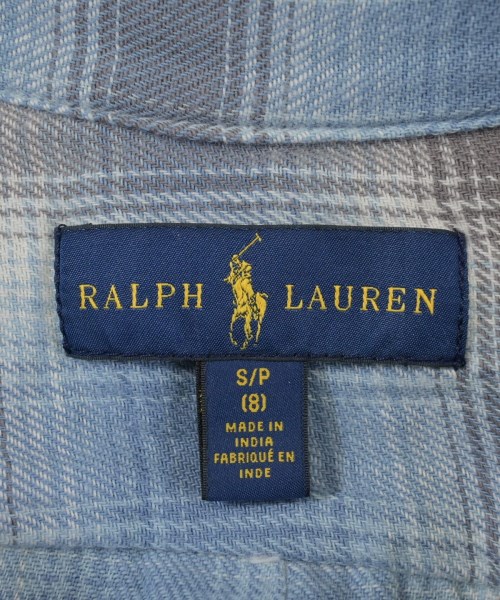 RALPH LAUREN
S/P
(8)
MADE IN
INDIA
FABRIQUÉ EN
INDE